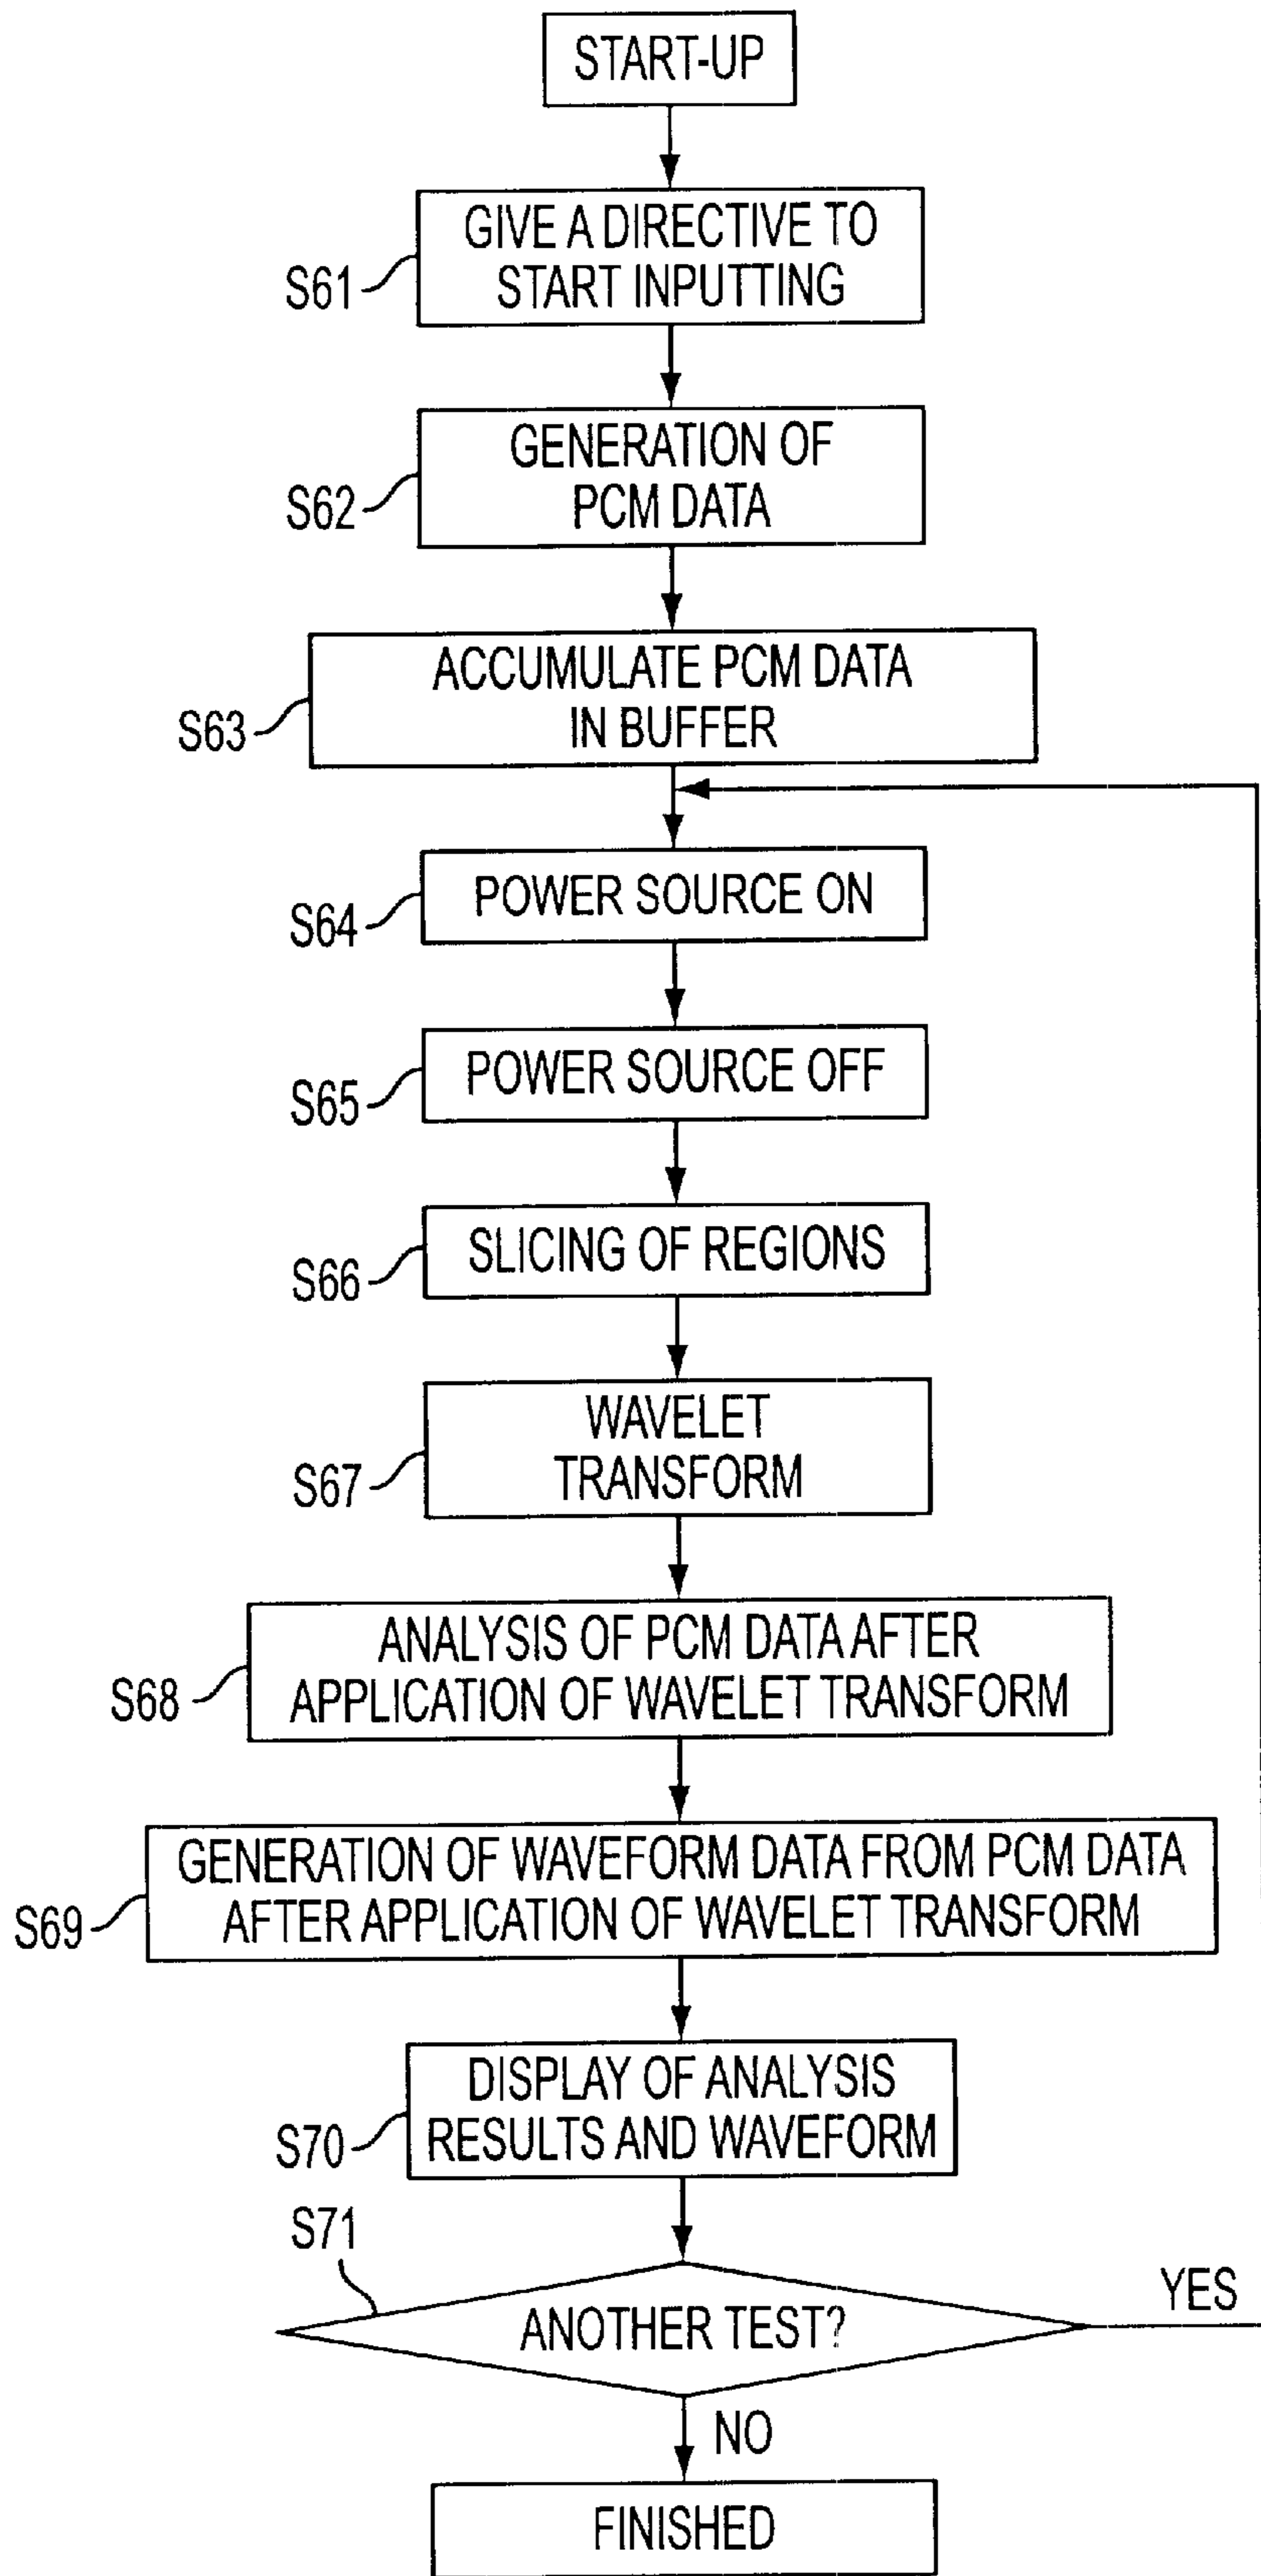 START-UP
GIVE A DIRECTIVE TO
START INPUTTING
S61
GENERATION OF
PCM DATA
S62
ACCUMULATE PCM DATA
IN BUFFER
S63
POWER SOURCE ON
S64
POWER SOURCE OFF
S65
SLICING OF REGIONS
S66
WAVELET
TRANSFORM
S67
ANALYSIS OF PCM DATA AFTER
APPLICATION OF WAVELET TRANSFORM
S68
GENERATION OF WAVEFORM DATA FROM PCM DATA
AFTER APPLICATION OF WAVELET TRANSFORM
S69
DISPLAY OF ANALYSIS
RESULTS AND WAVEFORM
S70
S71
ANOTHER TEST?
YES
NO
FINISHED